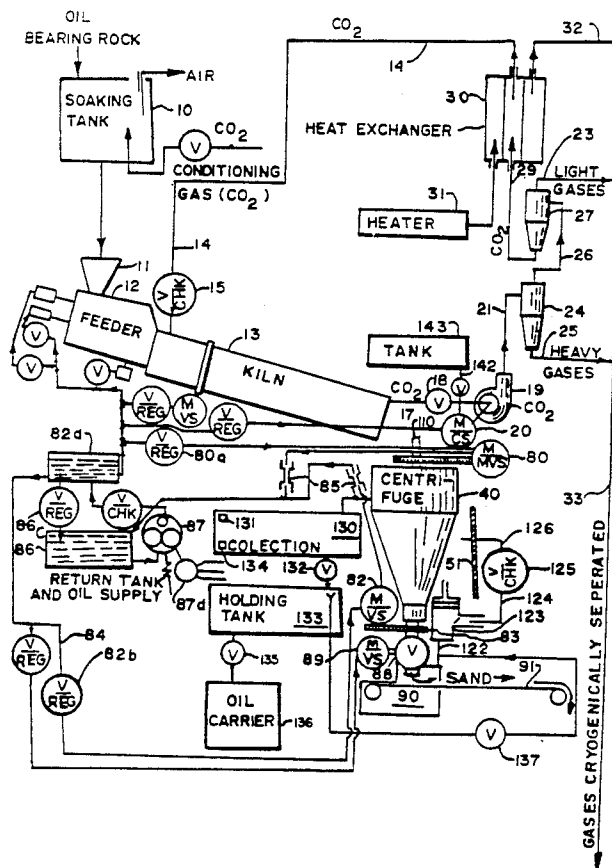 OIL
BEARING ROCK
AIR
SOAKING
TANK
10
CO2
V
CONDITIONING
GAS (CO2)
CO2
14
32
30
HEAT EXCHANGER
29
23
LIGHT
GASES
27
31
HEATER
CO2
26
14
11
12
V
CHK
15
FEEDER
13
KILN
143
TANK
21
24
25
HEAVY
GASES
V
V
V
142
V
CO2
18
V
19
CO2
V
REG
M
VS
V
REG
17
110
M
CS
20
82d
V
REG
80a
M
MVS
80
33
V
REG
86c
V
CHK
87
85
CENTRI
FUGE
40
86
131
130
COLECTION
134
RETURN TANK
AND OIL SUPPLY
87d
132
V
51
126
V
CHK
125
124
123
82
M
VS
HOLDING
TANK
133
83
122
84
V
REG
V
REG
82b
V
135
89
M
VS
88
V
SAND
91
90
OIL
CARRIER
136
V
137
GASES CRYOGENICALLY SEPERATED